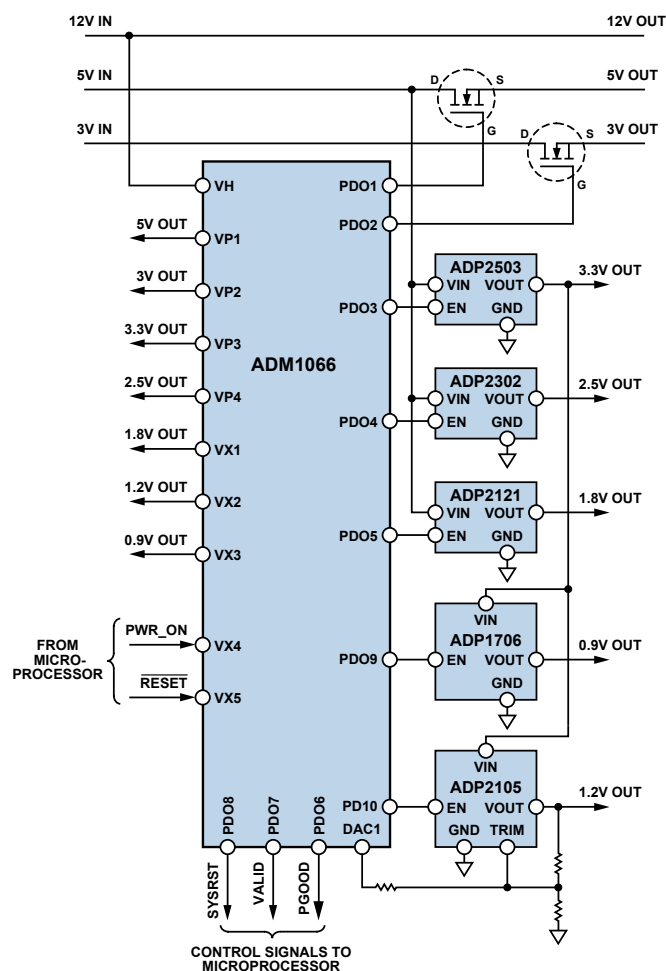 12V IN
12V OUT
5V IN
D
S
5V OUT
G
3V IN
D
S
3V OUT
G
VH
PDO1
5V OUT
VP1
PDO2
3V OUT
VP2
PDO3
3.3V OUT
VP3
ADM1066
2.5V OUT
VP4
PDO4
1.8V OUT
VX1
1.2V OUT
VX2
PDO5
0.9V OUT
VX3
FROM
MICRO-
PROCESSOR
PWR_ON
VX4
PDO9
RESET
VX5
PD10
DAC1
PDO8
PDO7
PDO6
SYSRST
VALID
PGOOD
CONTROL SIGNALS TO
MICROPROCESSOR
ADP2503
VIN
VOUT
3.3V OUT
EN
GND
ADP2302
VIN
VOUT
2.5V OUT
EN
GND
ADP2121
VIN
VOUT
1.8V OUT
EN
GND
VIN
ADP1706
EN
VOUT
0.9V OUT
GND
VIN
ADP2105
EN
VOUT
1.2V OUT
GND
TRIM